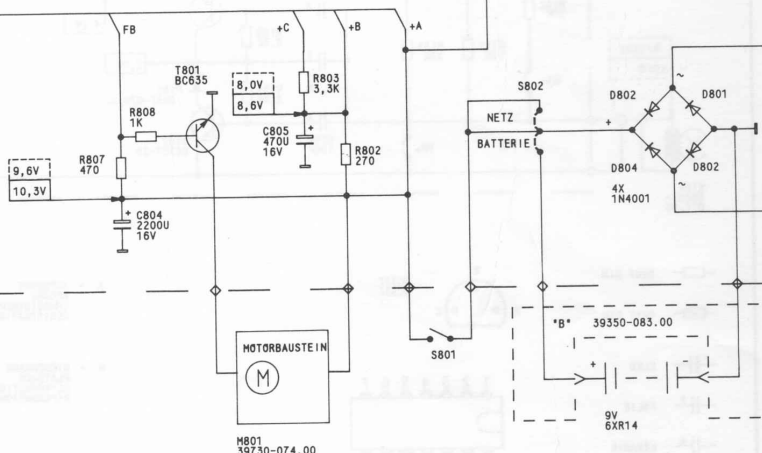 FB
+C
+B
+A
T801
BC635
8,0V
8,6V
R803
3,3K
S802
D802
D801
R808
1K
C805
470U
16V
+
NETZ
BATTERIE
+
~
R802
270
R807
470
9,6V
10,3V
D804
D802
4X
1N4001
~
+
C804
2200U
16V
"B" 39350-083.00
MOTORBAUSTEIN
M
S801
+
-
9V
6XR14
M801
39730-074.00